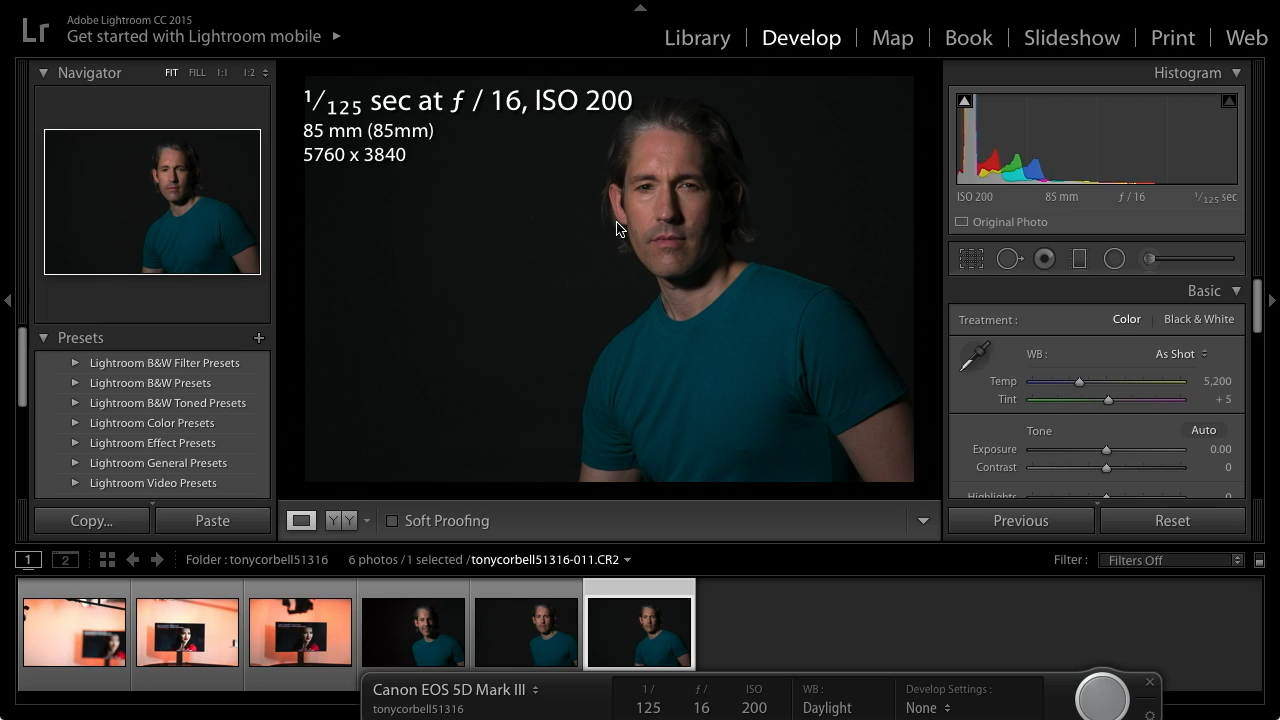 Lr
Adobe Lightroom CC 2015
Get started with Lightroom mobile
Library | Develop | Map | Book | Slideshow | Print | Web
Navigator FIT FILL 1:1 1:2
Histogram
1/125 sec at ƒ / 16, ISO 200
85 mm (85mm)
5760 x 3840
ISO 200 85 mm ƒ / 16 1/125 sec
Original Photo
Basic
Treatment : Color | Black & White
WB : As Shot
Temp 5,200
Tint + 5
Tone Auto
Exposure 0.00
Contrast 0
Highlights 0
Presets +
Lightroom B&W Filter Presets
Lightroom B&W Presets
Lightroom B&W Toned Presets
Lightroom Color Presets
Lightroom Effect Presets
Lightroom General Presets
Lightroom Video Presets
Copy... Paste
YY Soft Proofing
Previous Reset
1 2 Folder : tonycorbell51316 6 photos / 1 selected / tonycorbell51316-011.CR2 Filter : Filters Off
Canon EOS 5D Mark III
tonycorbell51316
1 / ƒ / ISO WB : Develop Settings :
125 16 200 Daylight None